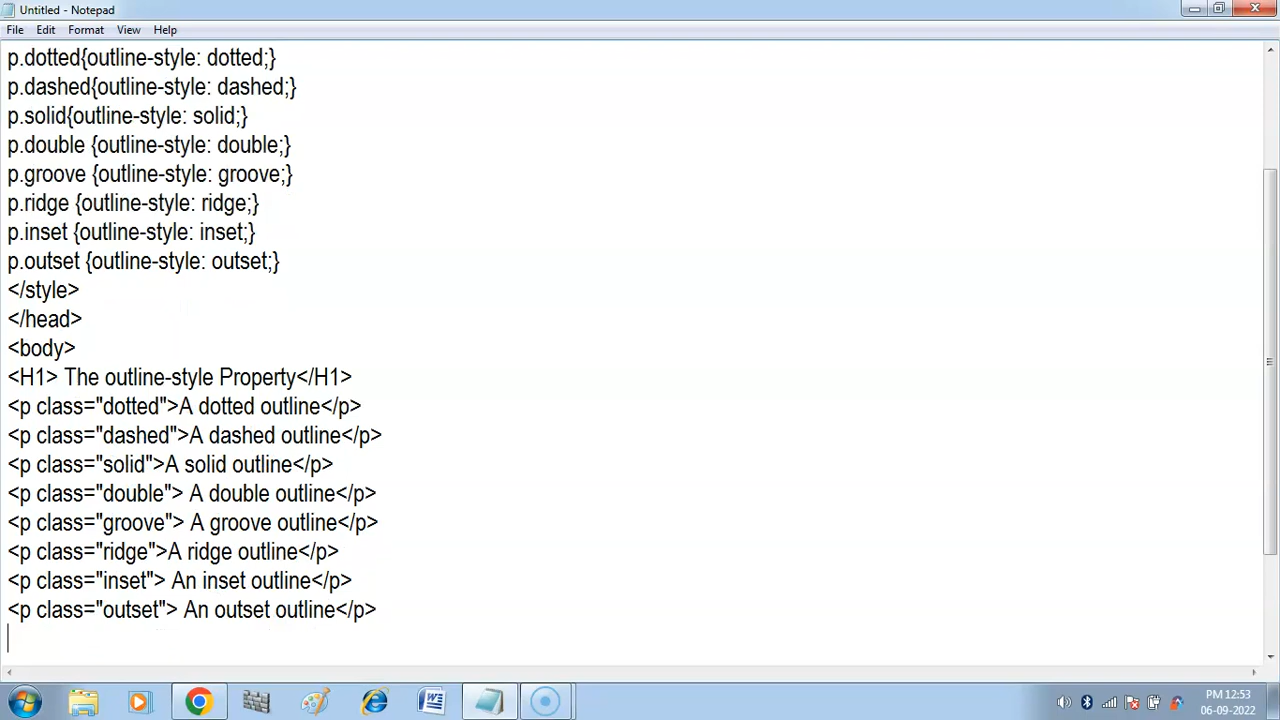 Untitled - Notepad
File Edit Format View Help
p.dotted{outline-style: dotted;}
p.dashed{outline-style: dashed;}
p.solid{outline-style: solid;}
p.double {outline-style: double;}
p.groove {outline-style: groove;}
p.ridge {outline-style: ridge;}
p.inset {outline-style: inset;}
p.outset {outline-style: outset;}
</style>
</head>
<body>
<H1> The outline-style Property</H1>
<p class="dotted">A dotted outline</p>
<p class="dashed">A dashed outline</p>
<p class="solid">A solid outline</p>
<p class="double"> A double outline</p>
<p class="groove"> A groove outline</p>
<p class="ridge">A ridge outline</p>
<p class="inset"> An inset outline</p>
<p class="outset"> An outset outline</p>
PM 12:53
06-09-2022